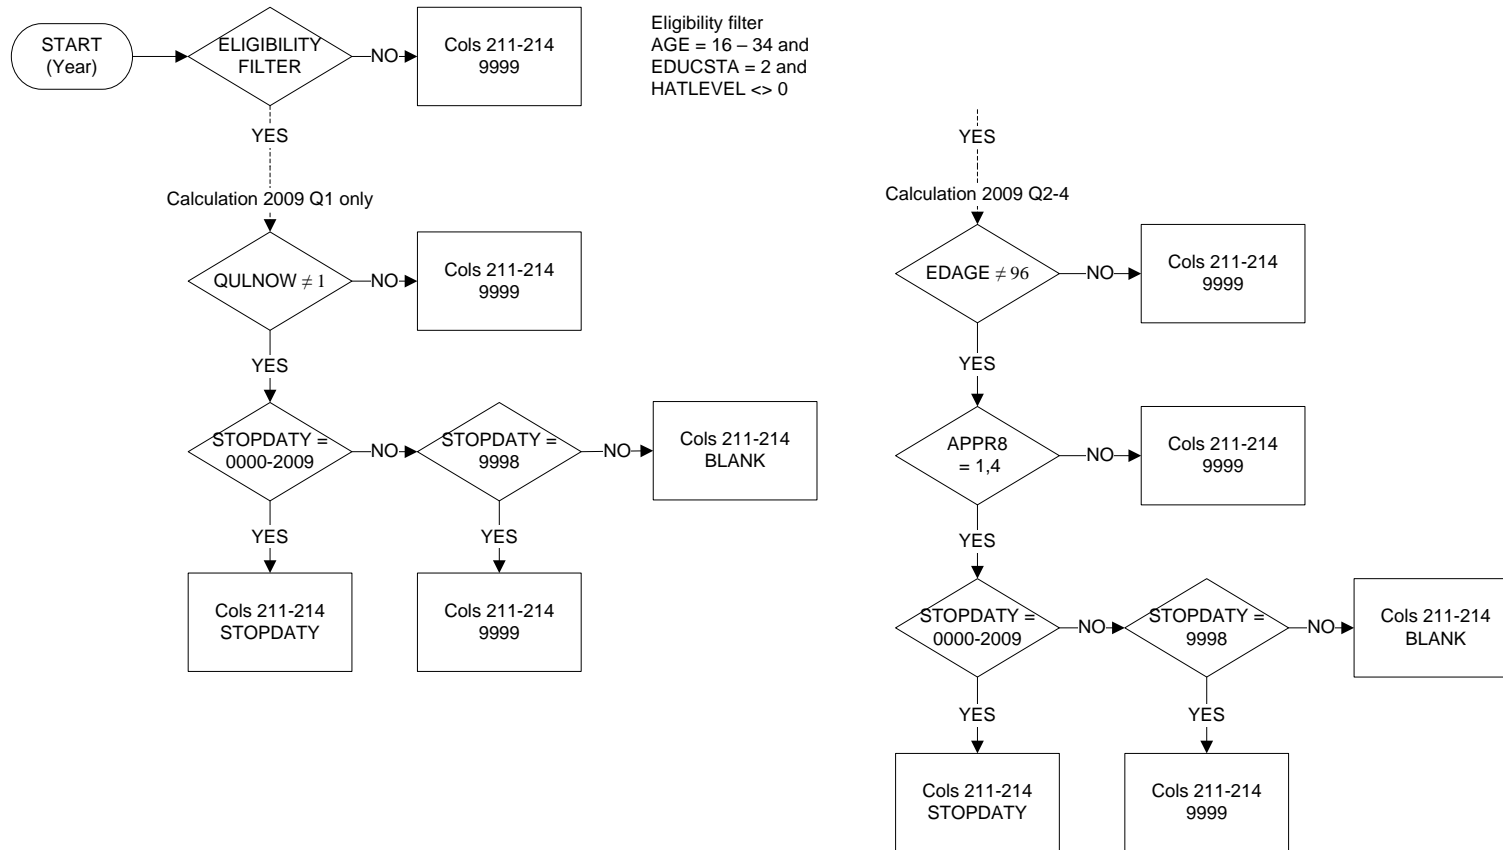 START
(Year)
ELIGIBILITY
FILTER
NO
Cols 211-214
9999
Eligibility filter
AGE = 16 – 34 and
EDUCSTA = 2 and
HATLEVEL <> 0
YES
Calculation 2009 Q1 only
QULNOW ≠ 1
NO
Cols 211-214
9999
YES
STOPDATY =
0000-2009
NO
STOPDATY =
9998
NO
Cols 211-214
BLANK
YES
YES
Cols 211-214
STOPDATY
Cols 211-214
9999
YES
Calculation 2009 Q2-4
EDAGE ≠ 96
NO
Cols 211-214
9999
YES
APPR8
= 1,4
NO
Cols 211-214
9999
YES
STOPDATY =
0000-2009
NO
STOPDATY =
9998
NO
Cols 211-214
BLANK
YES
YES
Cols 211-214
STOPDATY
Cols 211-214
9999